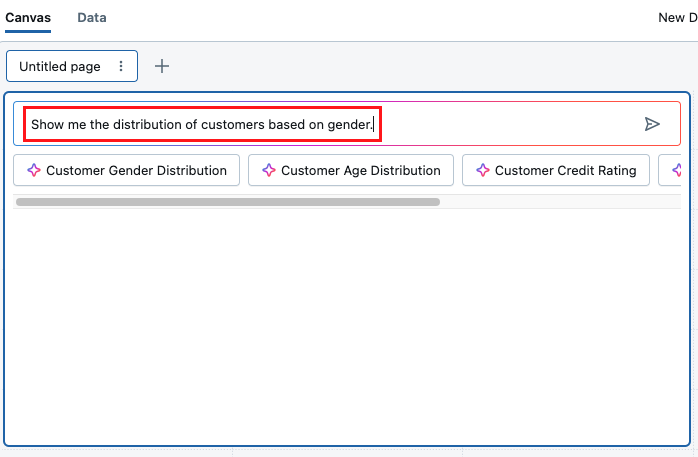 Canvas Data New D
Untitled page
Show me the distribution of customers based on gender.
Customer Gender Distribution Customer Age Distribution Customer Credit Rating